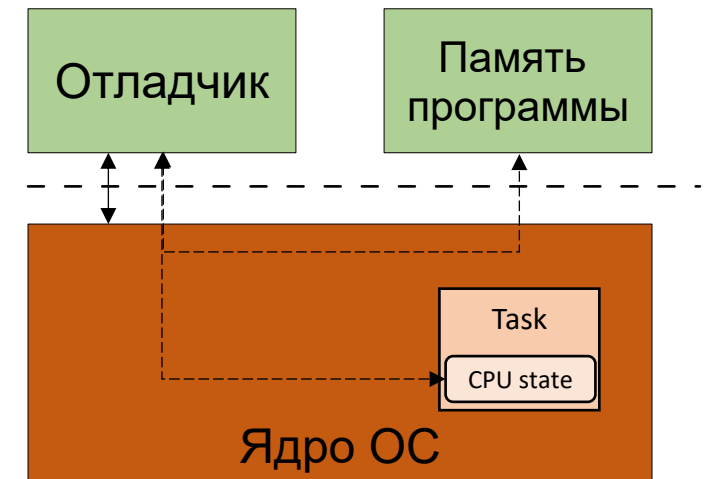 Отладчик
Память
программы
Task
CPU state
Ядро ОС